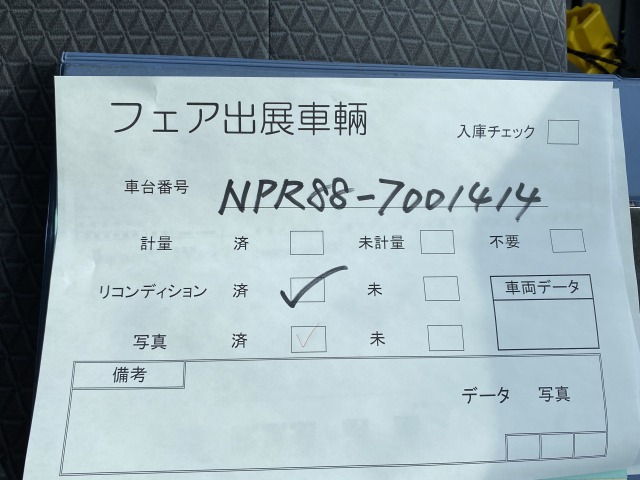 フェア出展車輌
入庫チェック
車台番号 NPR88-7001414
計量 済 未計量 不要
リコンディション 済 ✓ 未
車両データ
写真 済 ✓ 未
備考
データ 写真